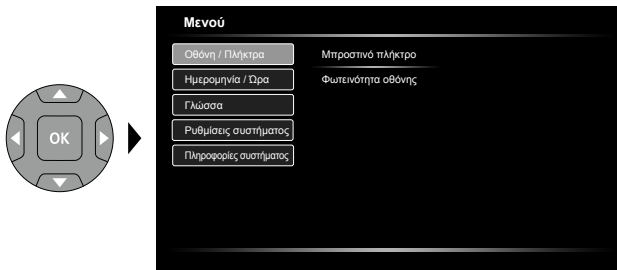 Μενού
Οθόνη / Πλήκτρα
Μπροστινό πλήκτρο
Ημερομηνία / Ώρα
Φωτεινότητα οθόνης
Γλώσσα
OK
Ρυθμίσεις συστήματος
Πληροφορίες συστήματος